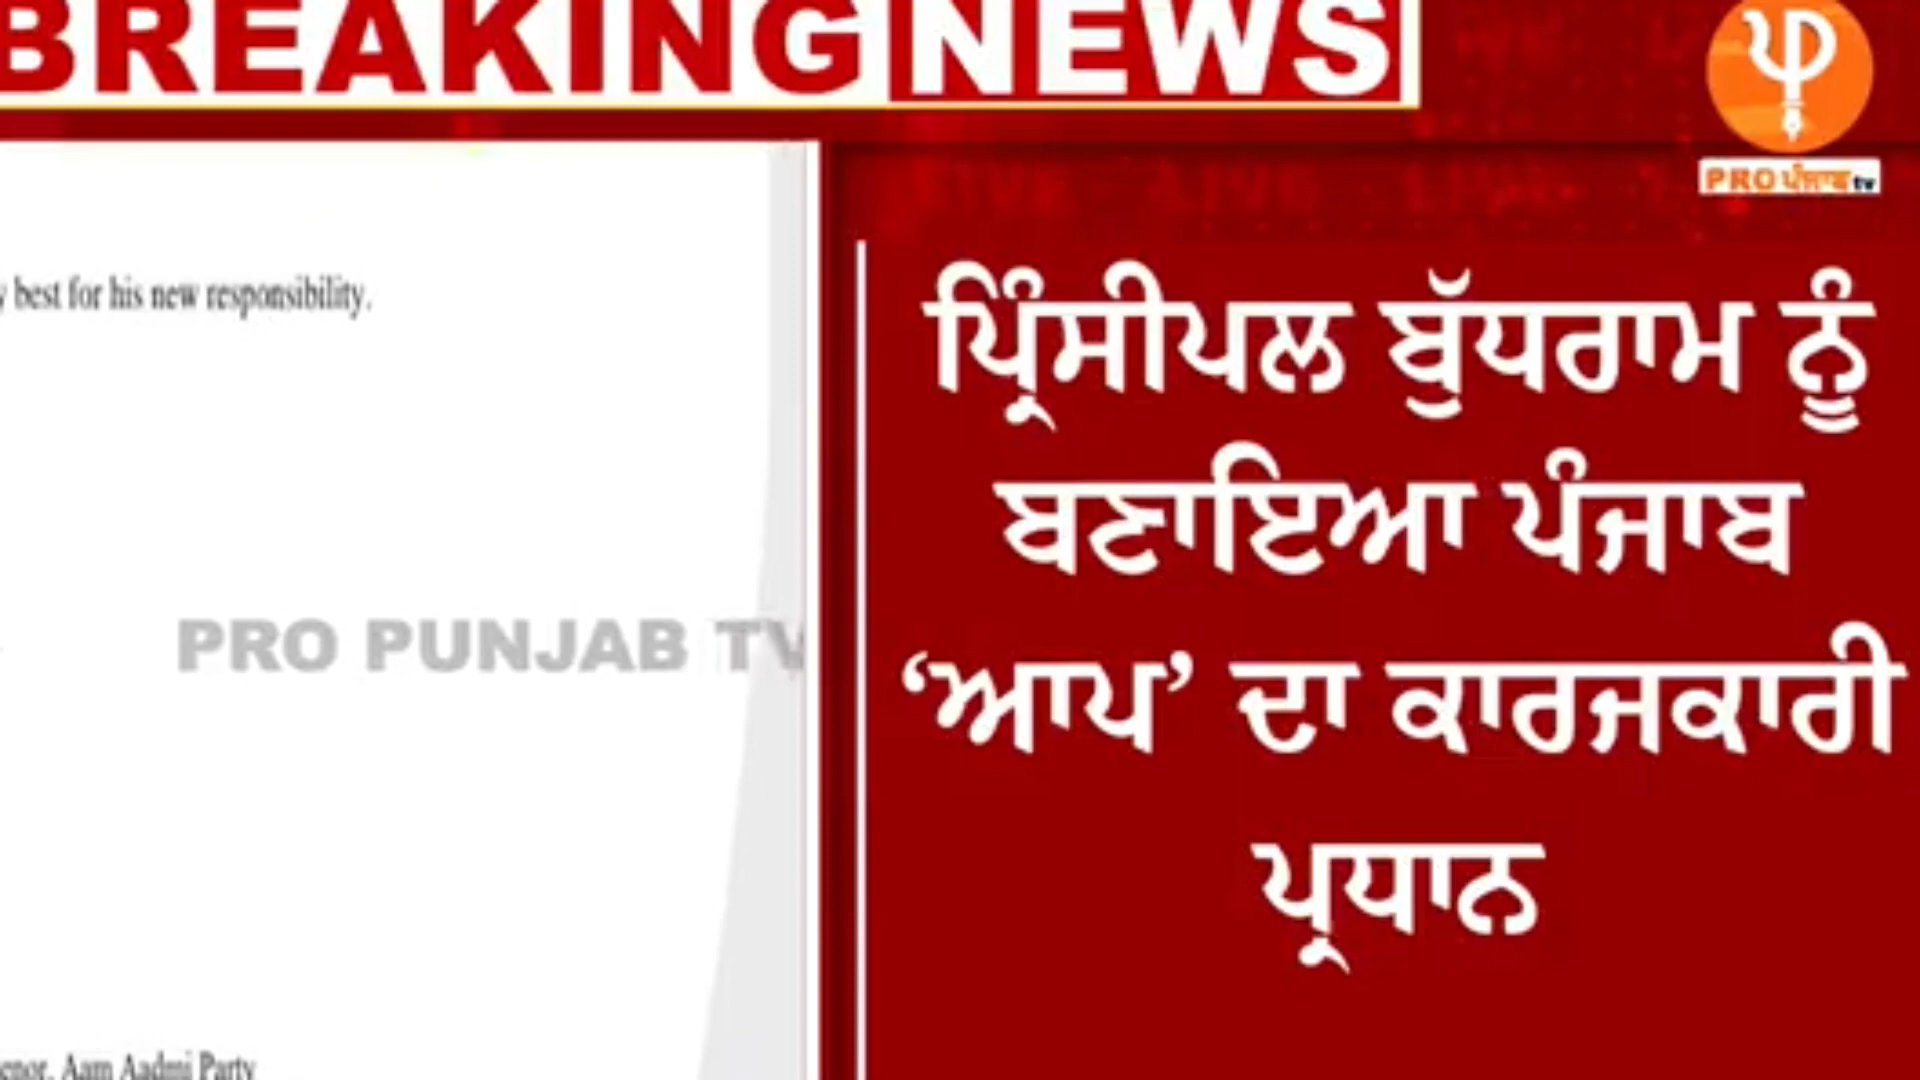 BREAKING NEWS
PRO ਪੰਜਾਬ tv
best for his new responsibility.
PRO PUNJAB TV
Aam Aadmi Party
ਪ੍ਰਿੰਸੀਪਲ ਬੁੱਧਰਾਮ ਨੂੰ
ਬਣਾਇਆ ਪੰਜਾਬ
‘ਆਪ’ ਦਾ ਕਾਰਜਕਾਰੀ
ਪ੍ਰਧਾਨ